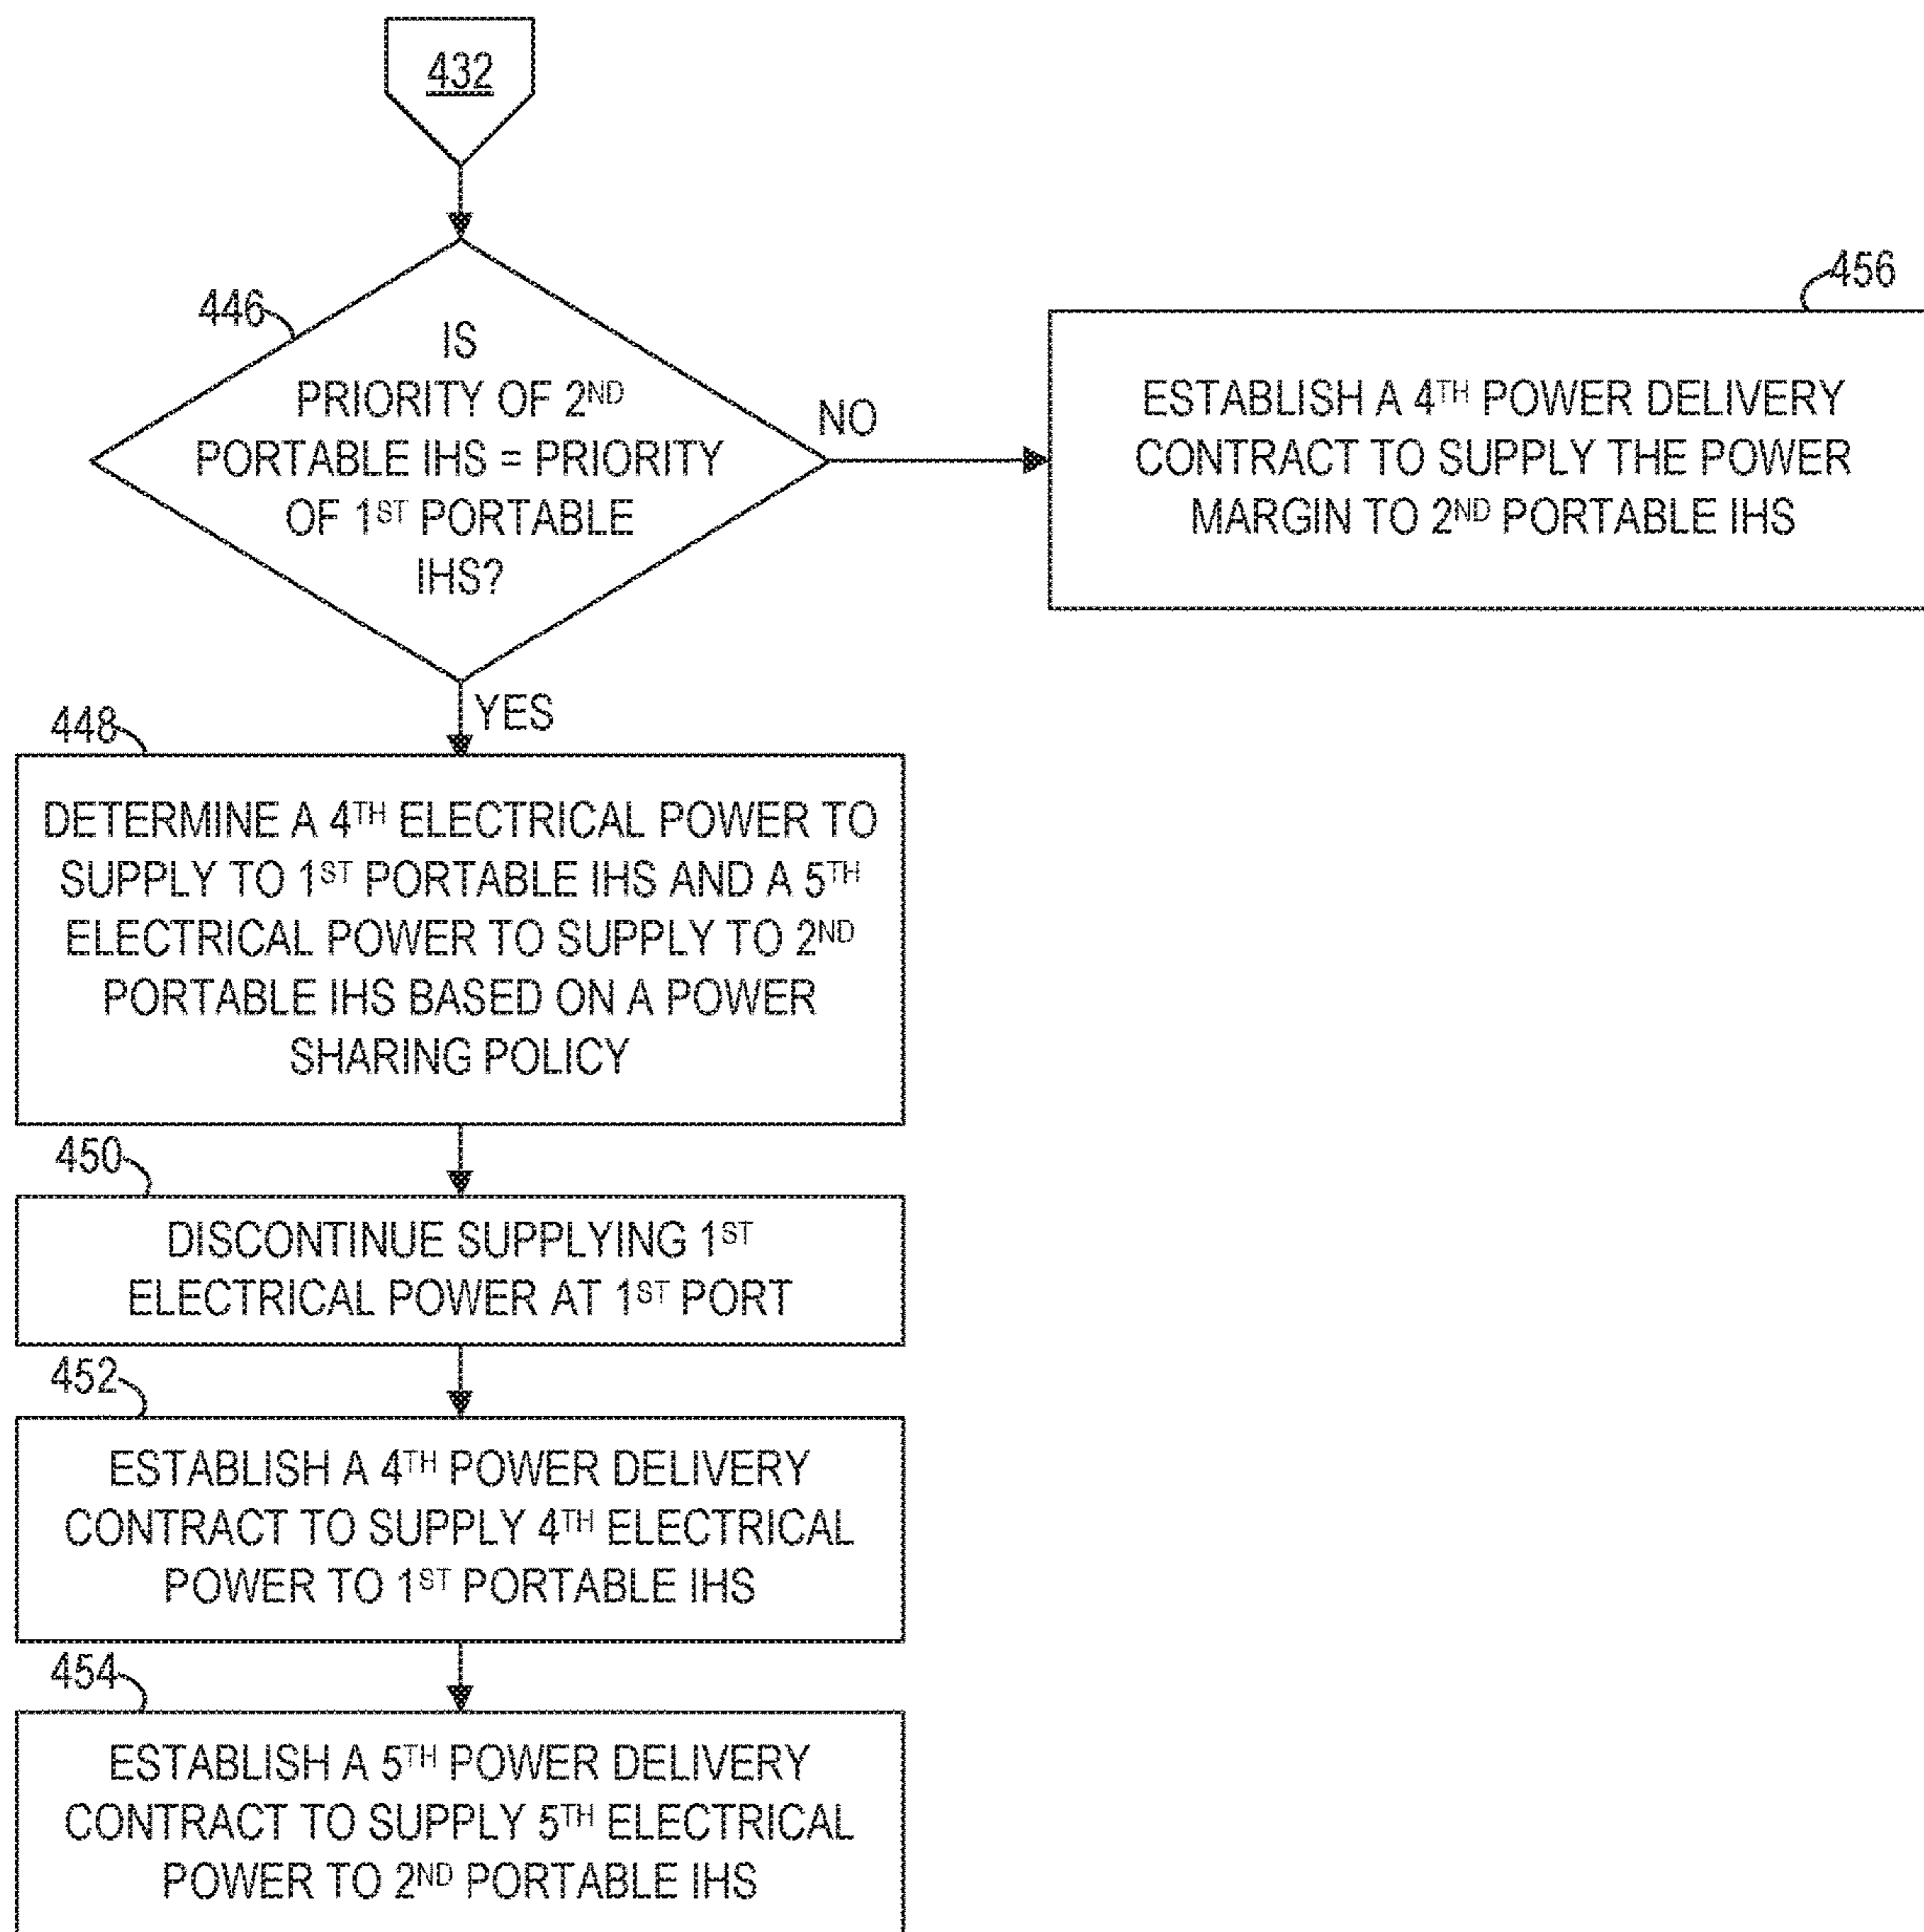 432
446
IS
PRIORITY OF 2ND
PORTABLE IHS = PRIORITY
OF 1ST PORTABLE
IHS?
NO
456
ESTABLISH A 4TH POWER DELIVERY
CONTRACT TO SUPPLY THE POWER
MARGIN TO 2ND PORTABLE IHS
YES
448
DETERMINE A 4TH ELECTRICAL POWER TO
SUPPLY TO 1ST PORTABLE IHS AND A 5TH
ELECTRICAL POWER TO SUPPLY TO 2ND
PORTABLE IHS BASED ON A POWER
SHARING POLICY
450
DISCONTINUE SUPPLYING 1ST
ELECTRICAL POWER AT 1ST PORT
452
ESTABLISH A 4TH POWER DELIVERY
CONTRACT TO SUPPLY 4TH ELECTRICAL
POWER TO 1ST PORTABLE IHS
454
ESTABLISH A 5TH POWER DELIVERY
CONTRACT TO SUPPLY 5TH ELECTRICAL
POWER TO 2ND PORTABLE IHS